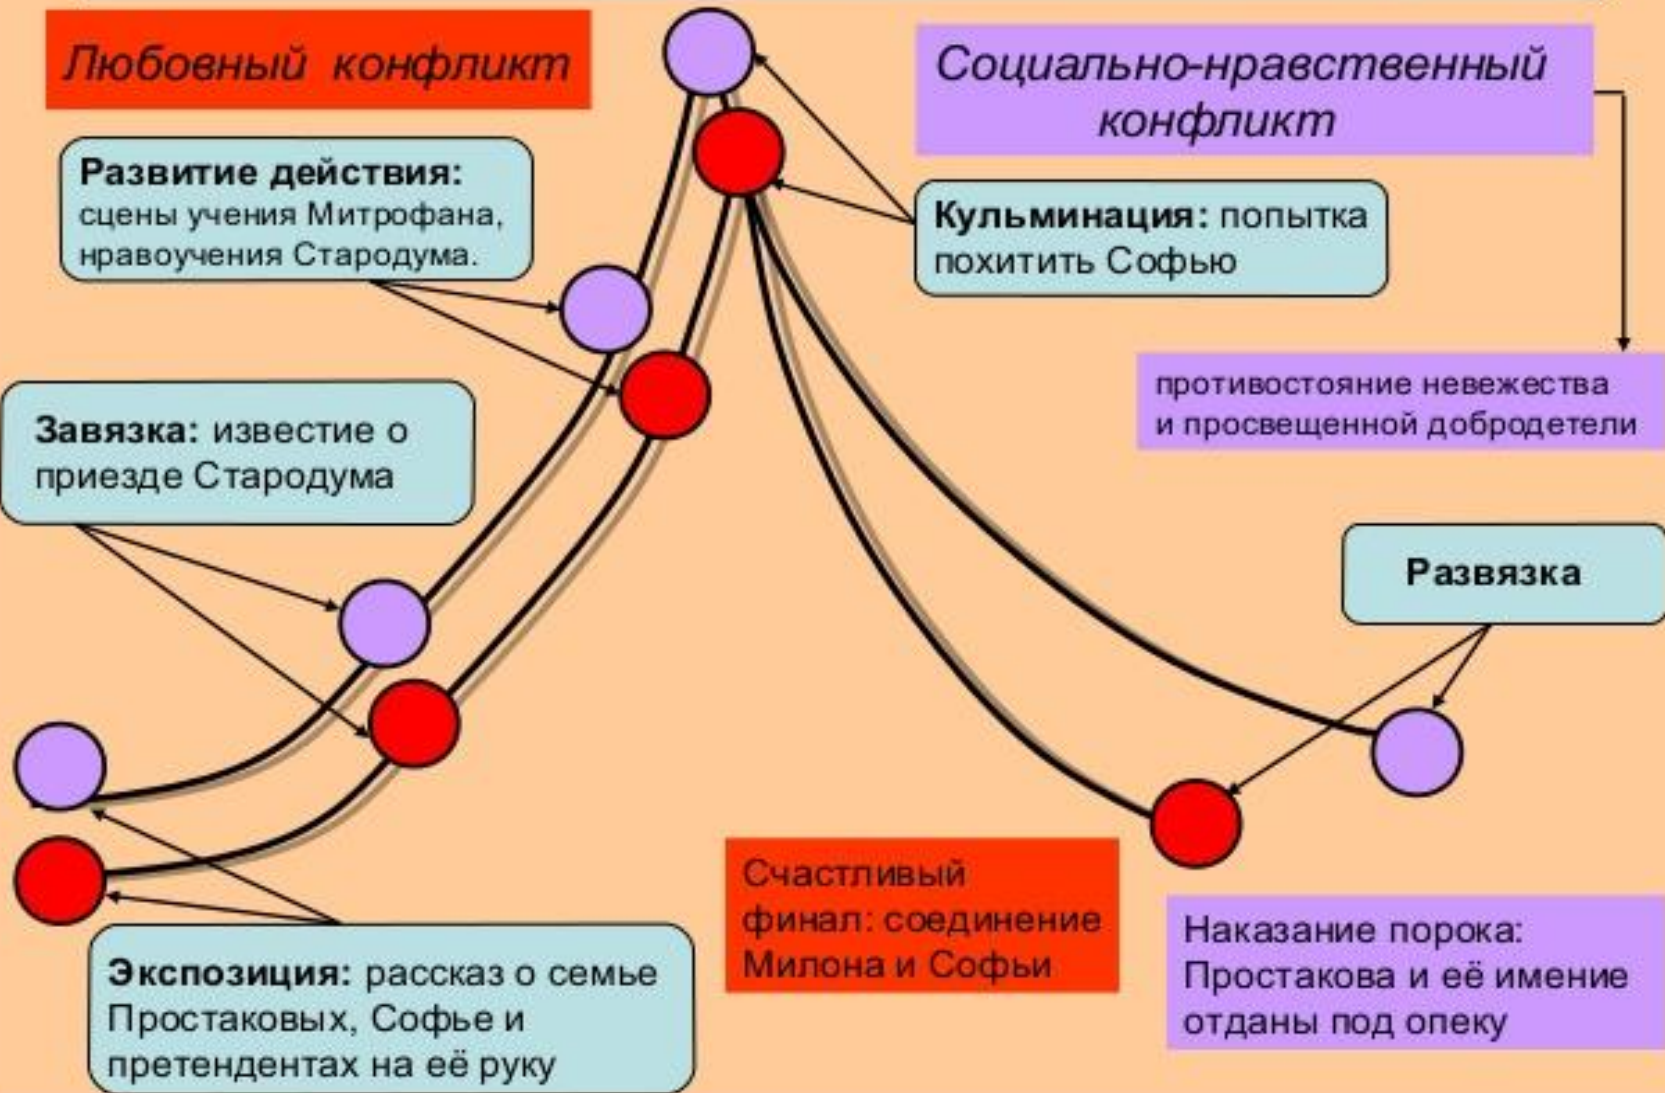 Любовный конфликт
Социально-нравственный
конфликт
Развитие действия:
сцены учения Митрофана,
нравоучения Стародума.
Кульминация: попытка
похитить Софью
противостояние невежества
и просвещенной добродетели
Завязка: известие о
приезде Стародума
Развязка
Счастливый
финал: соединение
Милона и Софьи
Наказание порока:
Простакова и её имение
отданы под опеку
Экспозиция: рассказ о семье
Простаковых, Софье и
претендентах на её руку